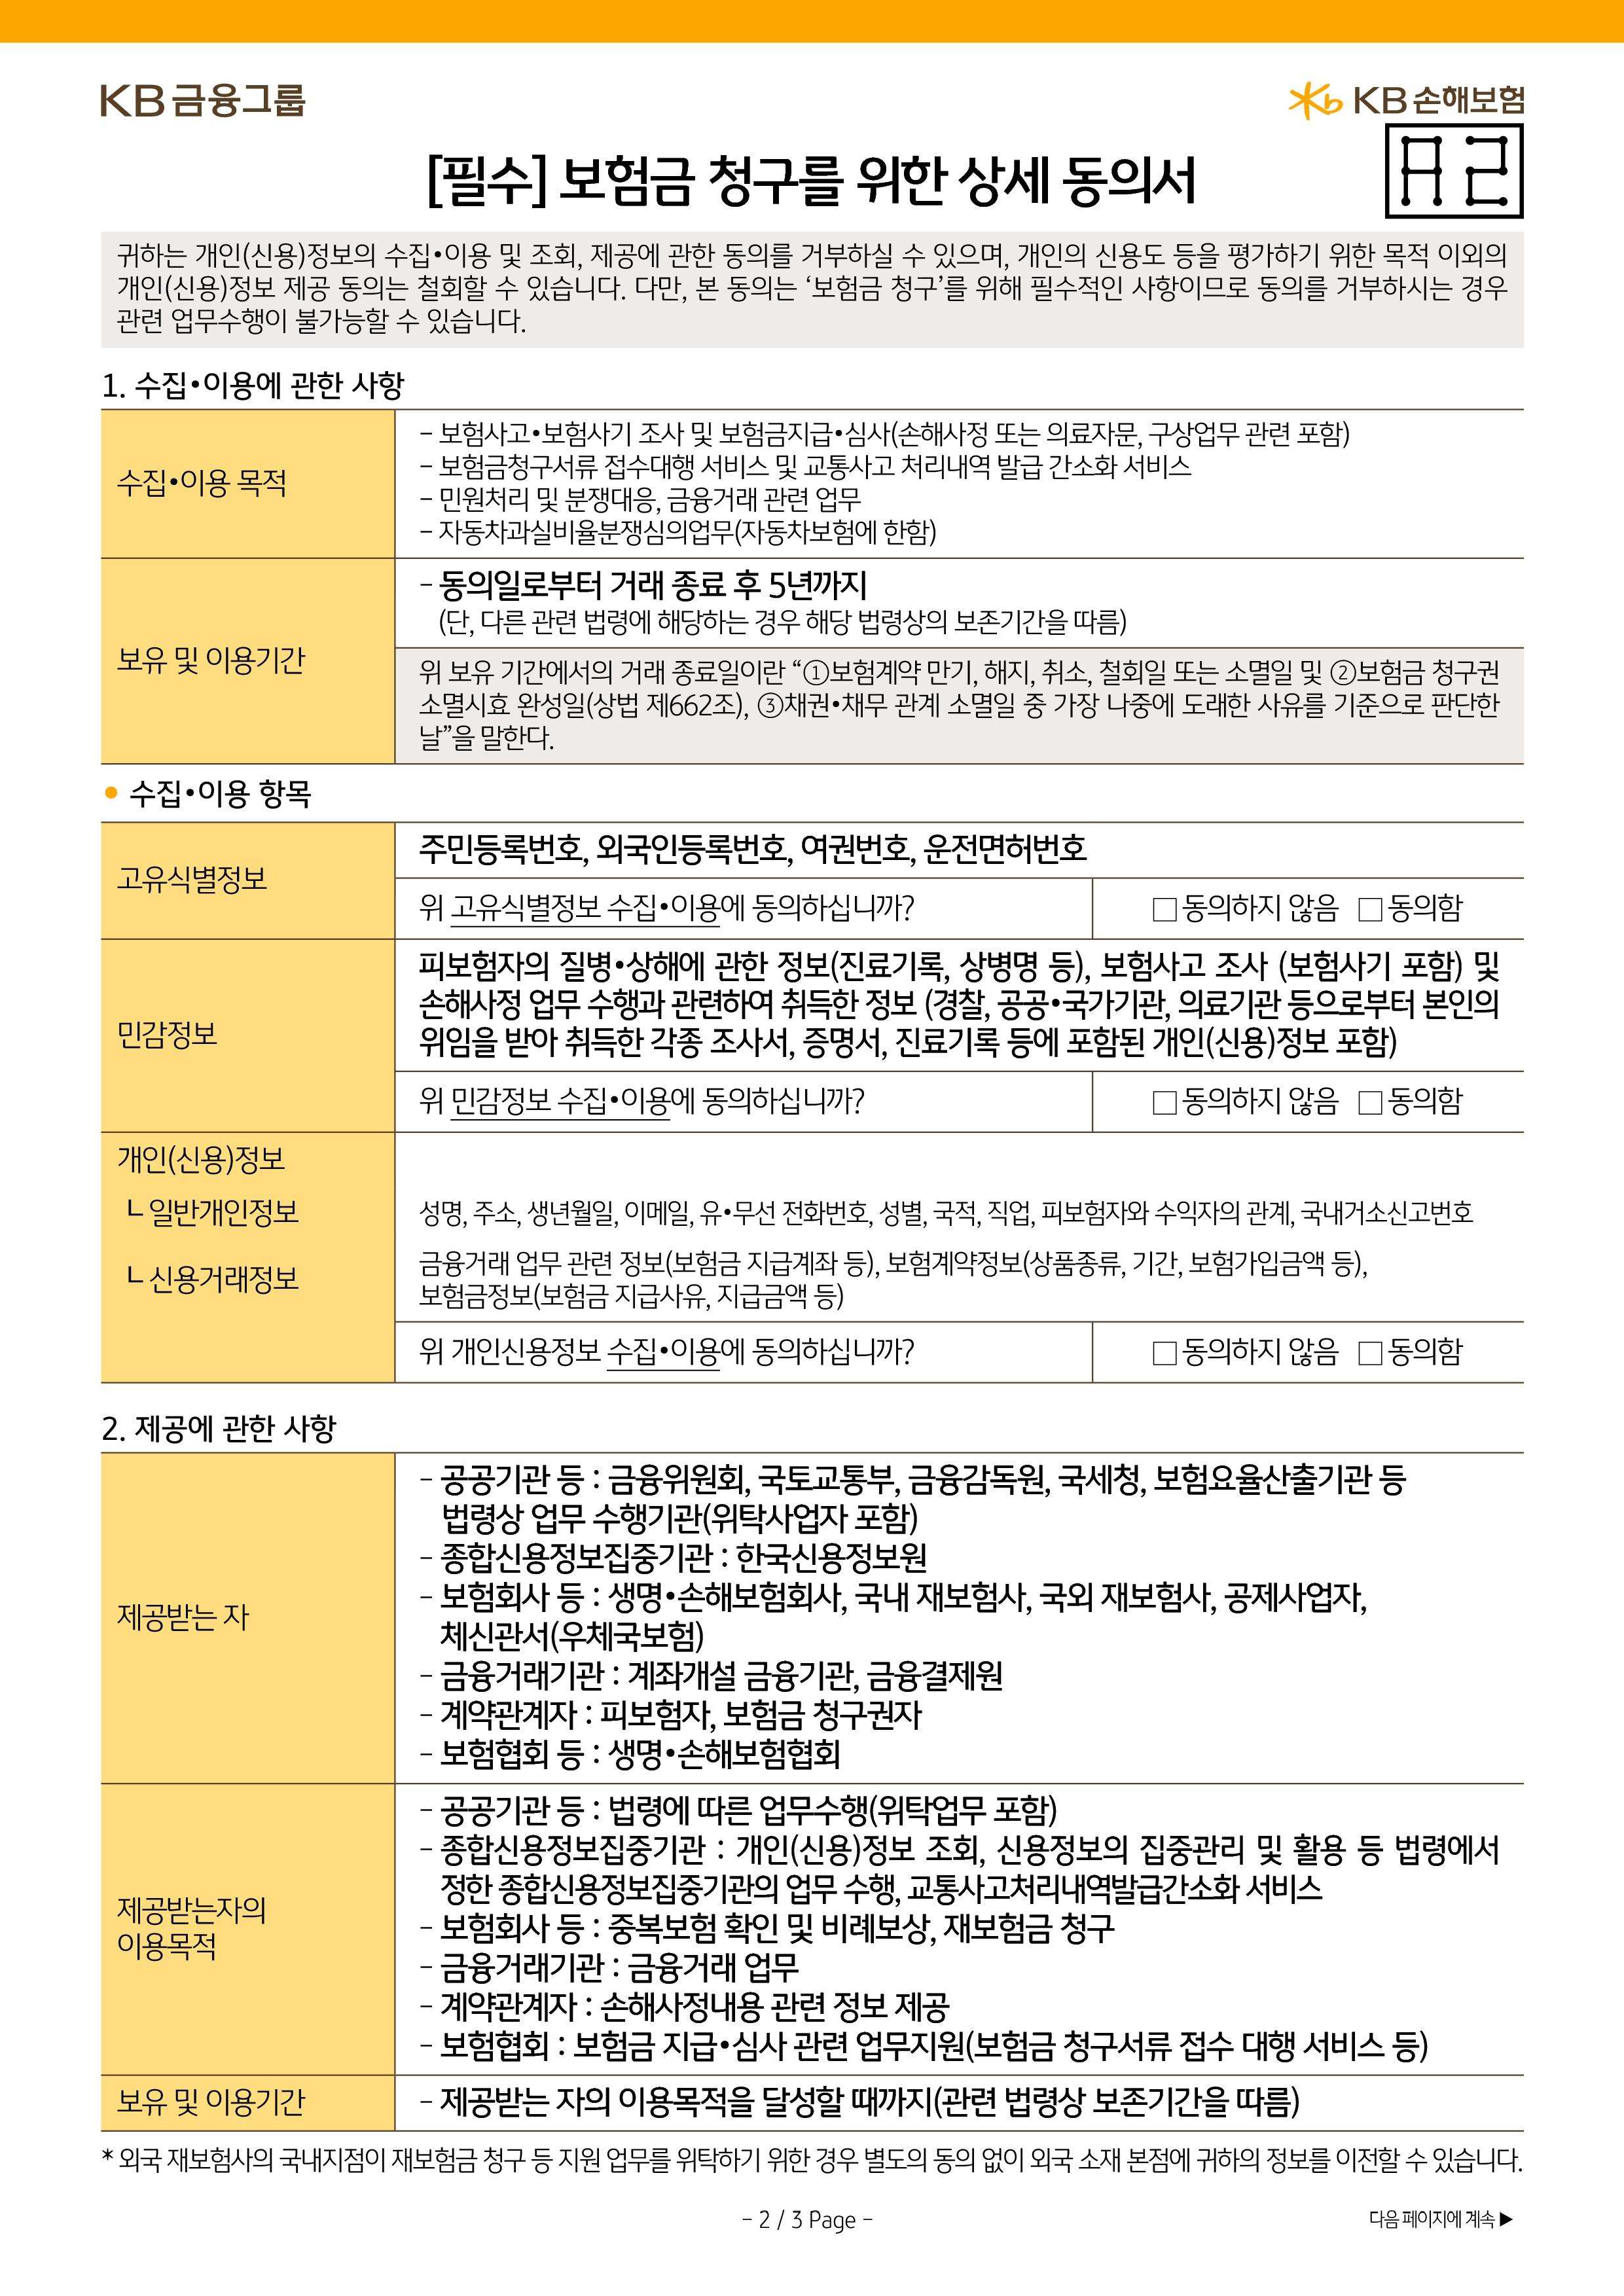 KB 금융그룹
KB 손해보험
[필수] 보험금 청구를 위한 상세 동의서
A2
귀하는 개인(신용)정보의 수집•이용 및 조회, 제공에 관한 동의를 거부하실 수 있으며, 개인의 신용도 등을 평가하기 위한 목적 이외의
개인(신용)정보 제공 동의는 철회할 수 있습니다. 다만, 본 동의는 ‘보험금 청구’를 위해 필수적인 사항이므로 동의를 거부하시는 경우
관련 업무수행이 불가능할 수 있습니다.
1. 수집•이용에 관한 사항
수집•이용 목적
- 보험사고•보험사기 조사 및 보험금지급•심사(손해사정 또는 의료자문, 구상업무 관련 포함)
- 보험금청구서류 접수대행 서비스 및 교통사고 처리내역 발급 간소화 서비스
- 민원처리 및 분쟁대응, 금융거래 관련 업무
- 자동차과실비율분쟁심의업무(자동차보험에 한함)
보유 및 이용기간
- 동의일로부터 거래 종료 후 5년까지
(단, 다른 관련 법령에 해당하는 경우 해당 법령상의 보존기간을 따름)
위 보유 기간에서의 거래 종료일이란 “①보험계약 만기, 해지, 취소, 철회일 또는 소멸일 및 ②보험금 청구권
소멸시효 완성일(상법 제662조), ③채권•채무 관계 소멸일 중 가장 나중에 도래한 사유를 기준으로 판단한
날”을 말한다.
• 수집•이용 항목
고유식별정보
주민등록번호, 외국인등록번호, 여권번호, 운전면허번호
위 고유식별정보 수집•이용에 동의하십니까?
□ 동의하지 않음 □ 동의함
민감정보
피보험자의 질병•상해에 관한 정보(진료기록, 상병명 등), 보험사고 조사 (보험사기 포함) 및
손해사정 업무 수행과 관련하여 취득한 정보 (경찰, 공공•국가기관, 의료기관 등으로부터 본인의
위임을 받아 취득한 각종 조사서, 증명서, 진료기록 등에 포함된 개인(신용)정보 포함)
위 민감정보 수집•이용에 동의하십니까?
□ 동의하지 않음 □ 동의함
개인(신용)정보
ㄴ일반개인정보
성명, 주소, 생년월일, 이메일, 유•무선 전화번호, 성별, 국적, 직업, 피보험자와 수익자의 관계, 국내거소신고번호
ㄴ신용거래정보
금융거래 업무 관련 정보(보험금 지급계좌 등), 보험계약정보(상품종류, 기간, 보험가입금액 등),
보험금정보(보험금 지급사유, 지급금액 등)
위 개인신용정보 수집•이용에 동의하십니까?
□ 동의하지 않음 □ 동의함
2. 제공에 관한 사항
제공받는 자
- 공공기관 등 : 금융위원회, 국토교통부, 금융감독원, 국세청, 보험요율산출기관 등
법령상 업무 수행기관(위탁사업자 포함)
- 종합신용정보집중기관 : 한국신용정보원
- 보험회사 등 : 생명•손해보험회사, 국내 재보험사, 국외 재보험사, 공제사업자,
체신관서(우체국보험)
- 금융거래기관 : 계좌개설 금융기관, 금융결제원
- 계약관계자 : 피보험자, 보험금 청구권자
- 보험협회 등 : 생명•손해보험협회
제공받는자의
이용목적
- 공공기관 등 : 법령에 따른 업무수행(위탁업무 포함)
- 종합신용정보집중기관 : 개인(신용)정보 조회, 신용정보의 집중관리 및 활용 등 법령에서
정한 종합신용정보집중기관의 업무 수행, 교통사고처리내역발급간소화 서비스
- 보험회사 등 : 중복보험 확인 및 비례보상, 재보험금 청구
- 금융거래기관 : 금융거래 업무
- 계약관계자 : 손해사정내용 관련 정보 제공
- 보험협회 : 보험금 지급•심사 관련 업무지원(보험금 청구서류 접수 대행 서비스 등)
보유 및 이용기간
- 제공받는 자의 이용목적을 달성할 때까지(관련 법령상 보존기간을 따름)
* 외국 재보험사의 국내지점이 재보험금 청구 등 지원 업무를 위탁하기 위한 경우 별도의 동의 없이 외국 소재 본점에 귀하의 정보를 이전할 수 있습니다.
- 2 / 3 Page -
다음 페이지에 계속 ▶